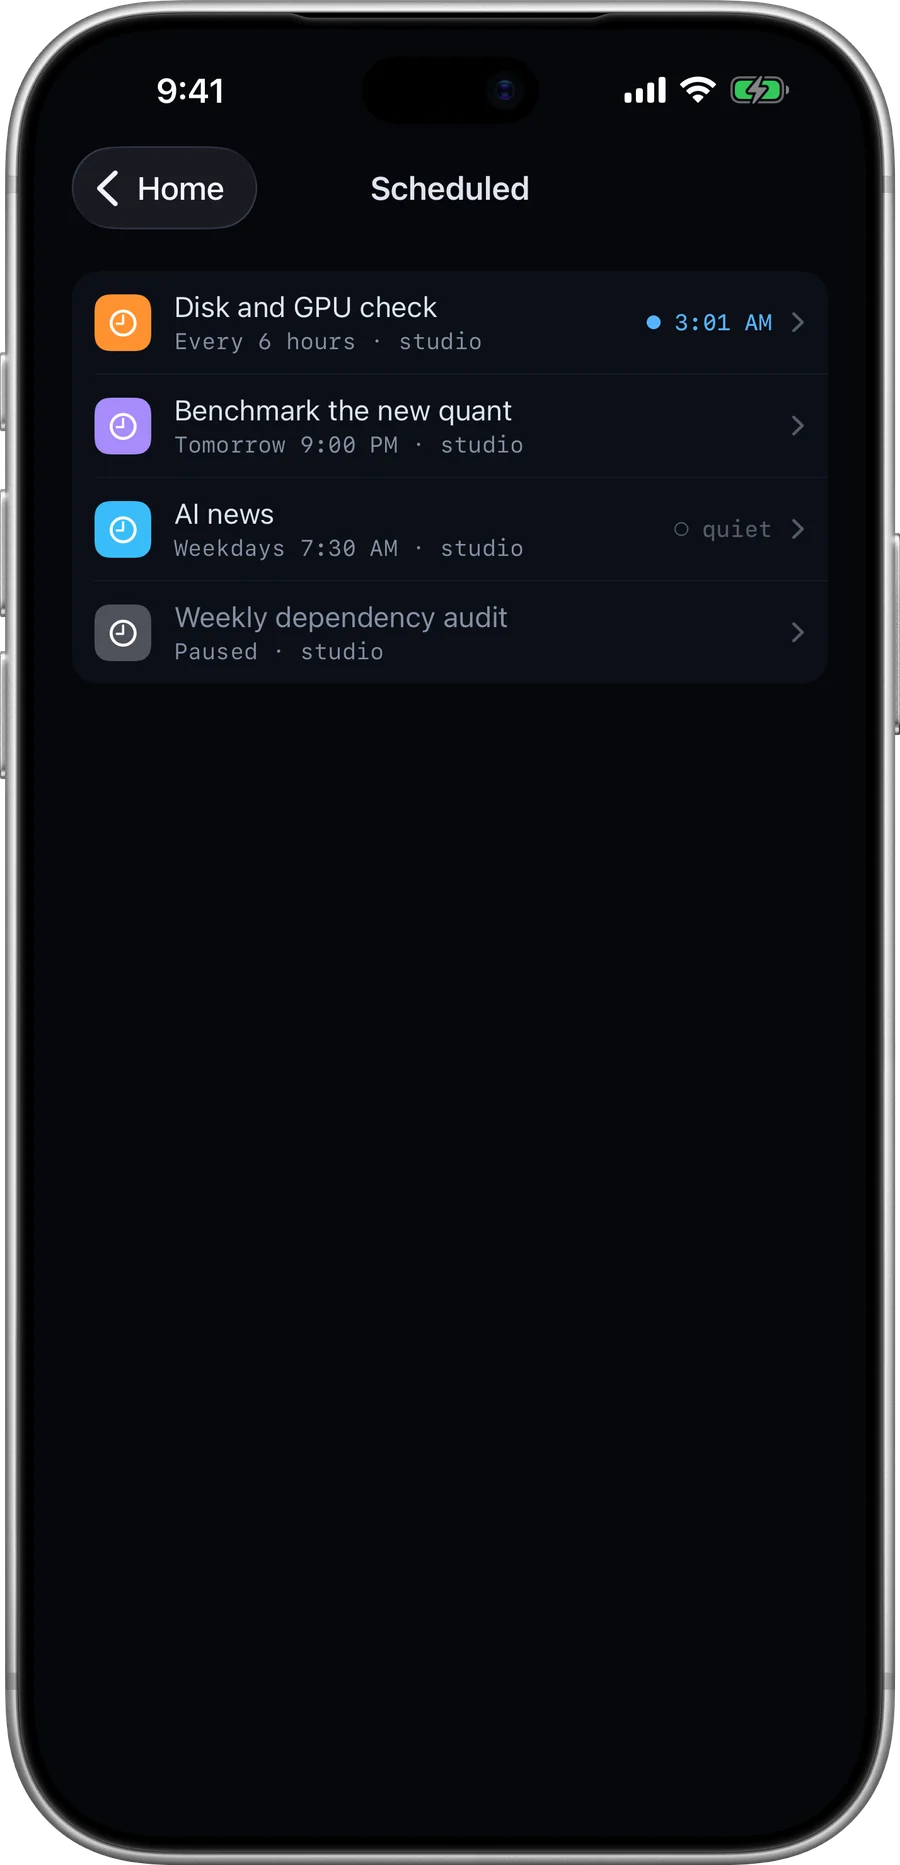 9:41
Home
Scheduled
Disk and GPU check
Every 6 hours · studio
3:01 AM
Benchmark the new quant
Tomorrow 9:00 PM · studio
AI news
Weekdays 7:30 AM · studio
quiet
Weekly dependency audit
Paused · studio